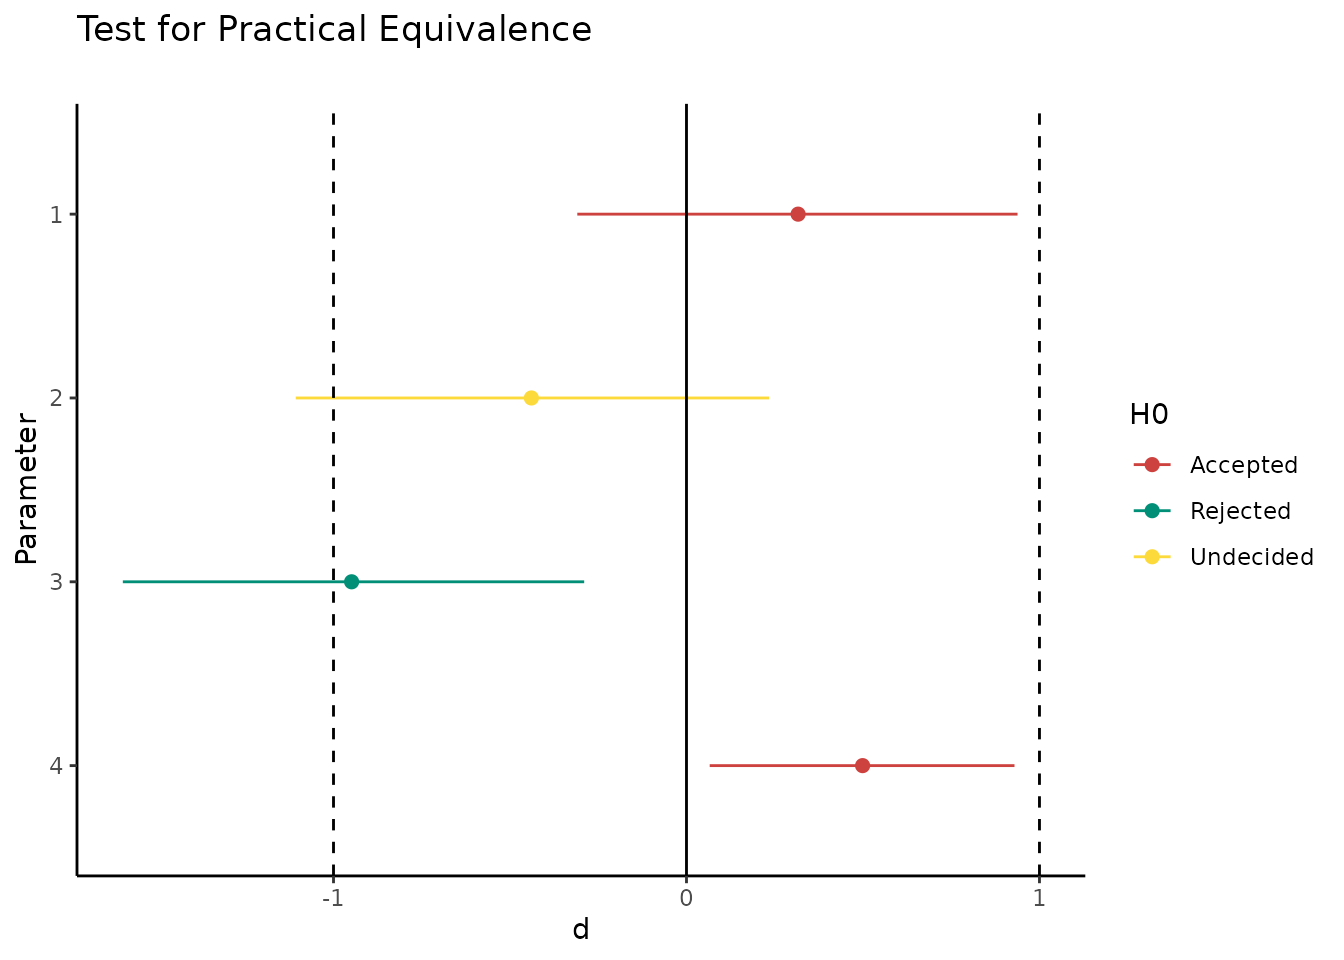 Test for Practical Equivalence
Parameter
1
2
3
4
-1
0
1
d
H0
Accepted
Rejected
Undecided